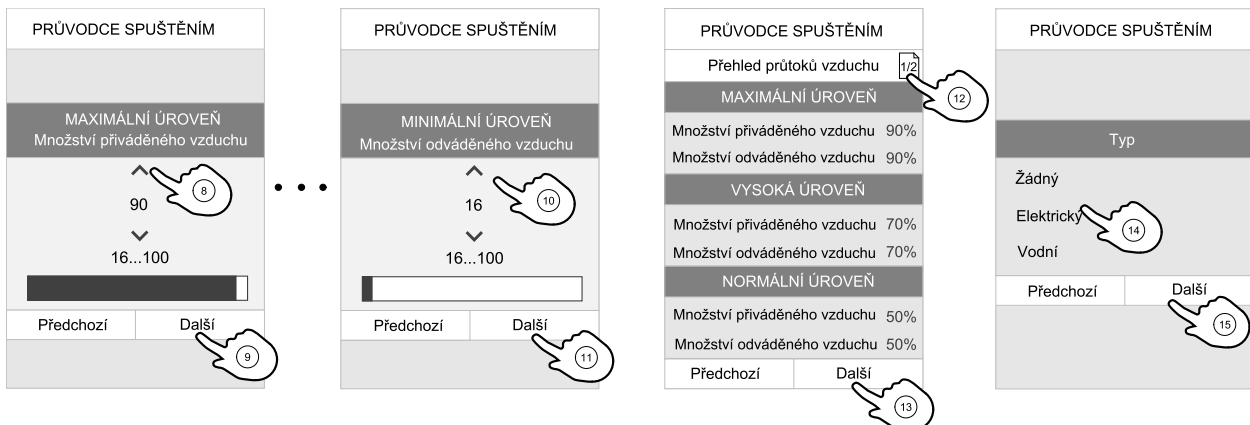 PRŮVODCE SPUŠTĚNÍM
MAXIMÁLNÍ ÚROVEŇ
Množství přiváděného vzduchu
8
90
16...100
Předchozí Další
9
PRŮVODCE SPUŠTĚNÍM
MINIMÁLNÍ ÚROVEŇ
Množství odváděného vzduchu
10
16
16...100
Předchozí Další
11
PRŮVODCE SPUŠTĚNÍM
Přehled průtoků vzduchu 1/2
12
MAXIMÁLNÍ ÚROVEŇ
Množství přiváděného vzduchu 90%
Množství odváděného vzduchu 90%
VYSOKÁ ÚROVEŇ
Množství přiváděného vzduchu 70%
Množství odváděného vzduchu 70%
NORMÁLNÍ ÚROVEŇ
Množství přiváděného vzduchu 50%
Množství odváděného vzduchu 50%
Předchozí Další
13
PRŮVODCE SPUŠTĚNÍM
Typ
Žádný
Elektrický
14
Vodní
Předchozí Další
15